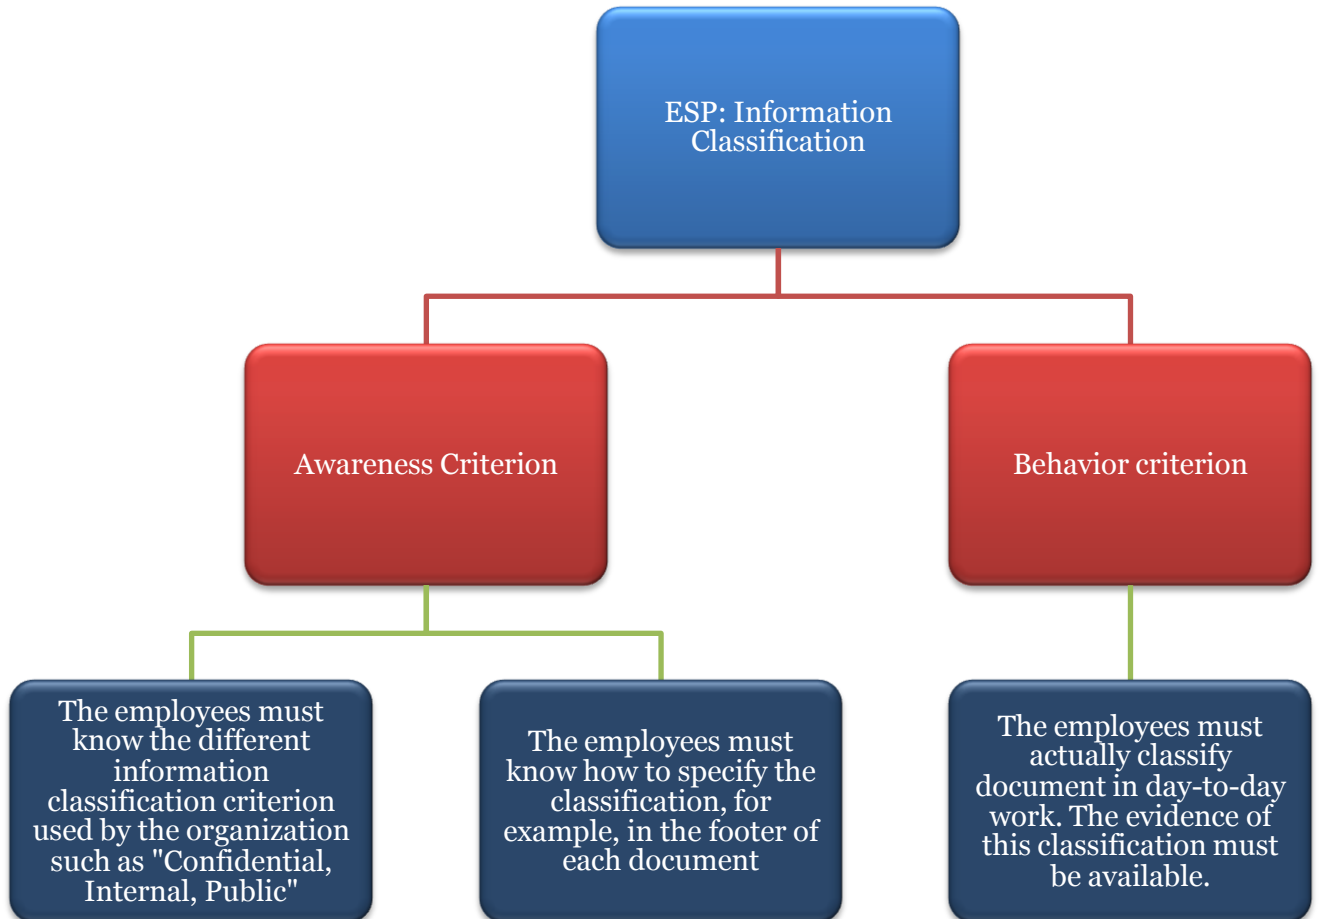 ESP: Information
Classification
Awareness Criterion
Behavior criterion
The employees must
know the different
information
classification criterion
used by the organization
such as "Confidential,
Internal, Public"
The employees must
know how to specify the
classification, for
example, in the footer of
each document
The employees must
actually classify
document in day-to-day
work. The evidence of
this classification must
be available.